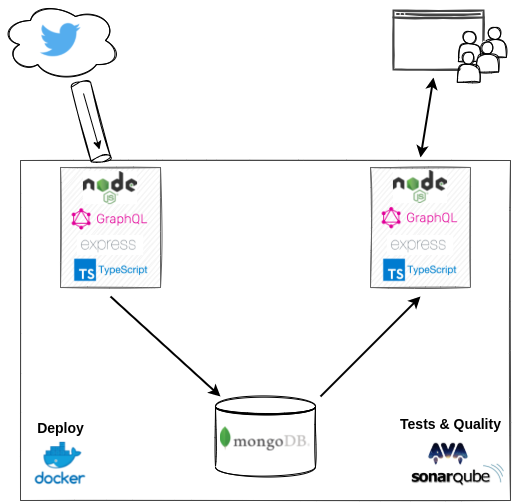 node
JS
GraphQL
express
TS TypeScript
node
JS
GraphQL
express
TS TypeScript
mongoDB
Deploy
docker
Tests & Quality
AVA
sonarqube